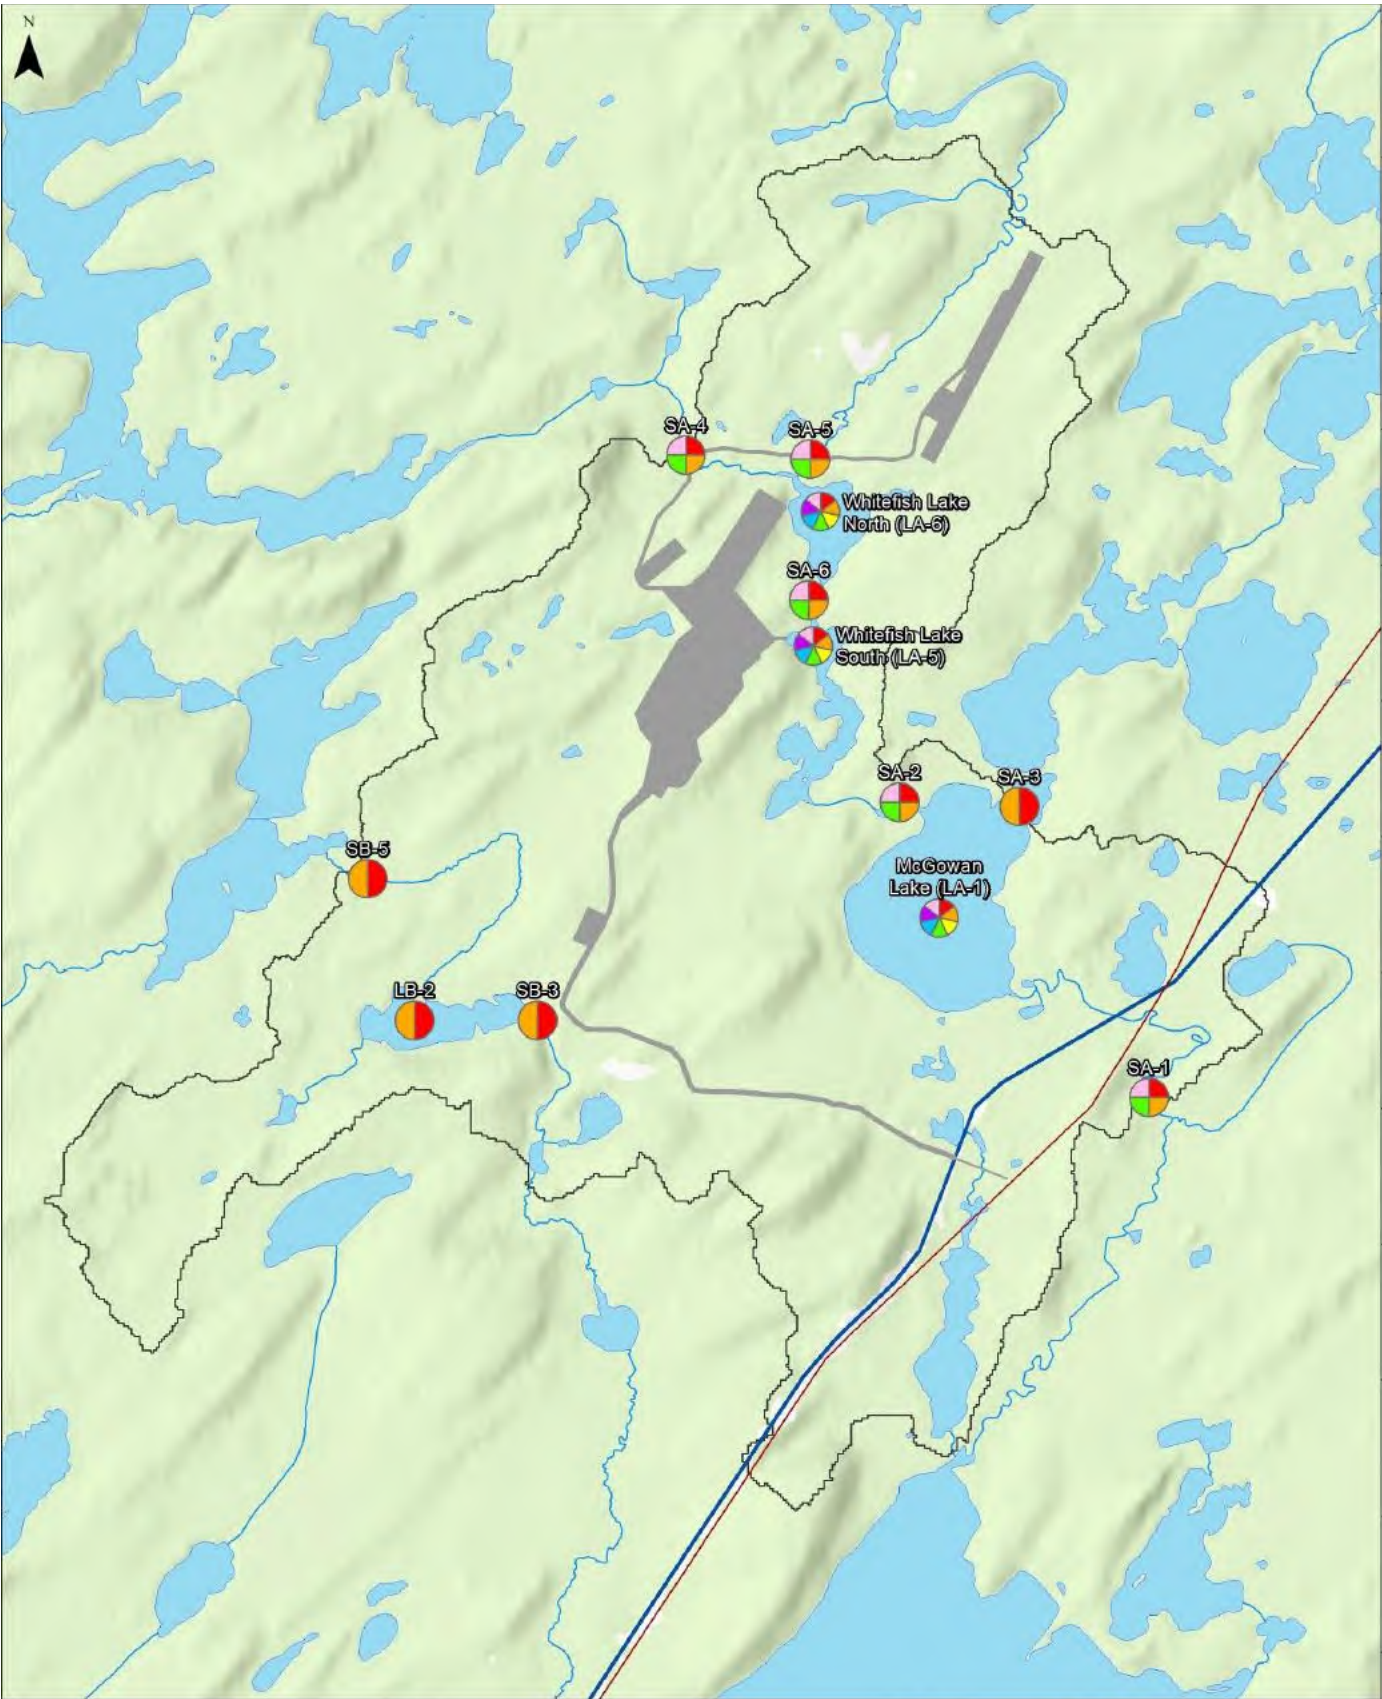 N
SA-4
SA-5
Whitefish Lake
North (LA-6)
SA-6
Whitefish Lake
South (LA-5)
SA-2
SA-3
SB-5
McGowan
Lake (LA-1)
LB-2
SB-3
SA-1